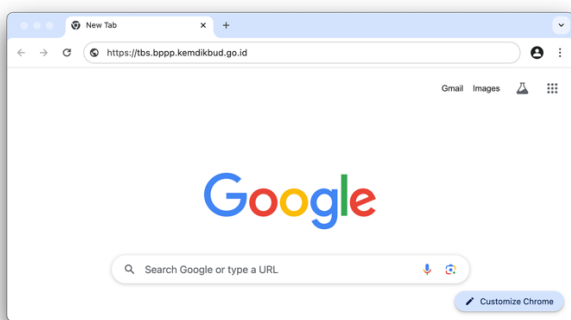 New Tab
https://tbs.bppp.kemdikbud.go.id
Gmail Images
Google
Search Google or type a URL
Customize Chrome